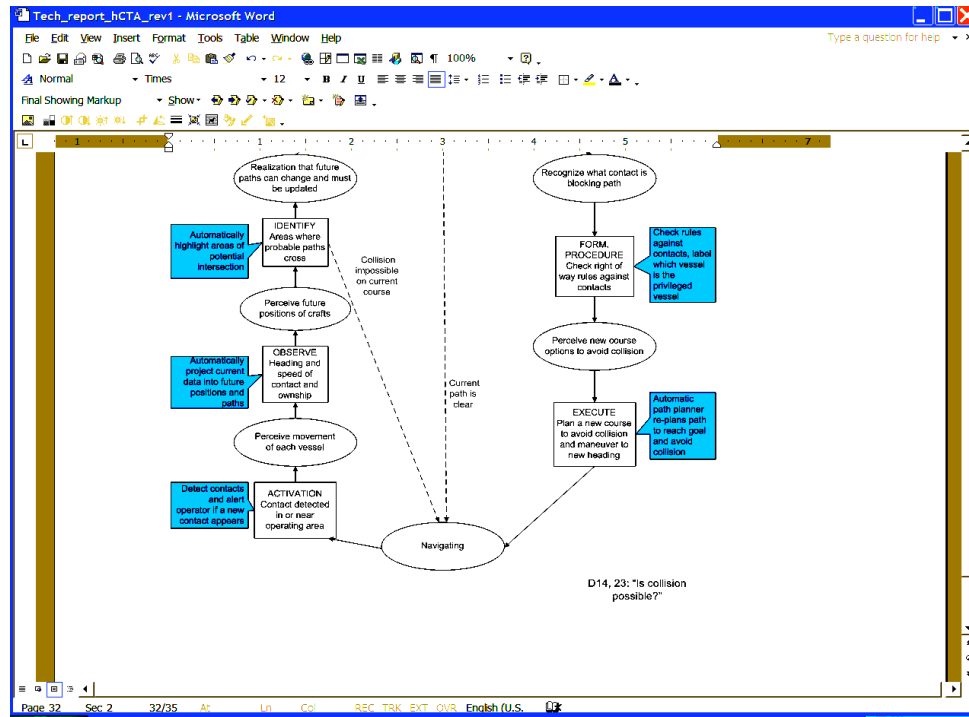 Tech_report_hCTA_rev1 - Microsoft Word
File Edit View Insert Format Tools Table Window Help
Type a question for help
100%
Normal
Times
12
B I U
Final Showing Markup
Show
1 1 2 3 4 5 7
Realization that future
paths can change and must
be updated
Recognize what contact is
blocking path
Automatically
highlight areas of
potential
intersection
IDENTIFY
Areas where
probable paths
cross
Collision
impossible
on current
course
FORM.
PROCEDURE
Check right of
way rules against
contacts
Check rules
against
contacts, label
which vessel
is the
privileged
vessel
Perceive future
positions of crafts
Perceive new course
options to avoid collision
Automatically
project current
data into future
positions and
paths
OBSERVE
Heading and
speed of
contact and
ownship
Current
path is
clear
EXECUTE
Plan a new course
to avoid collision
and maneuver to
new heading
Automatic
path planner
re-plans path
to reach goal
and avoid
collision
Perceive movement
of each vessel
Detect contacts
and alert
operator if a new
contact appears
ACTIVATION
Contact detected
in or near
operating area
Navigating
D14, 23: "Is collision
possible?"
Page 32 Sec 2 32/35 At Ln Col REC TRK EXT OVR English (U.S.